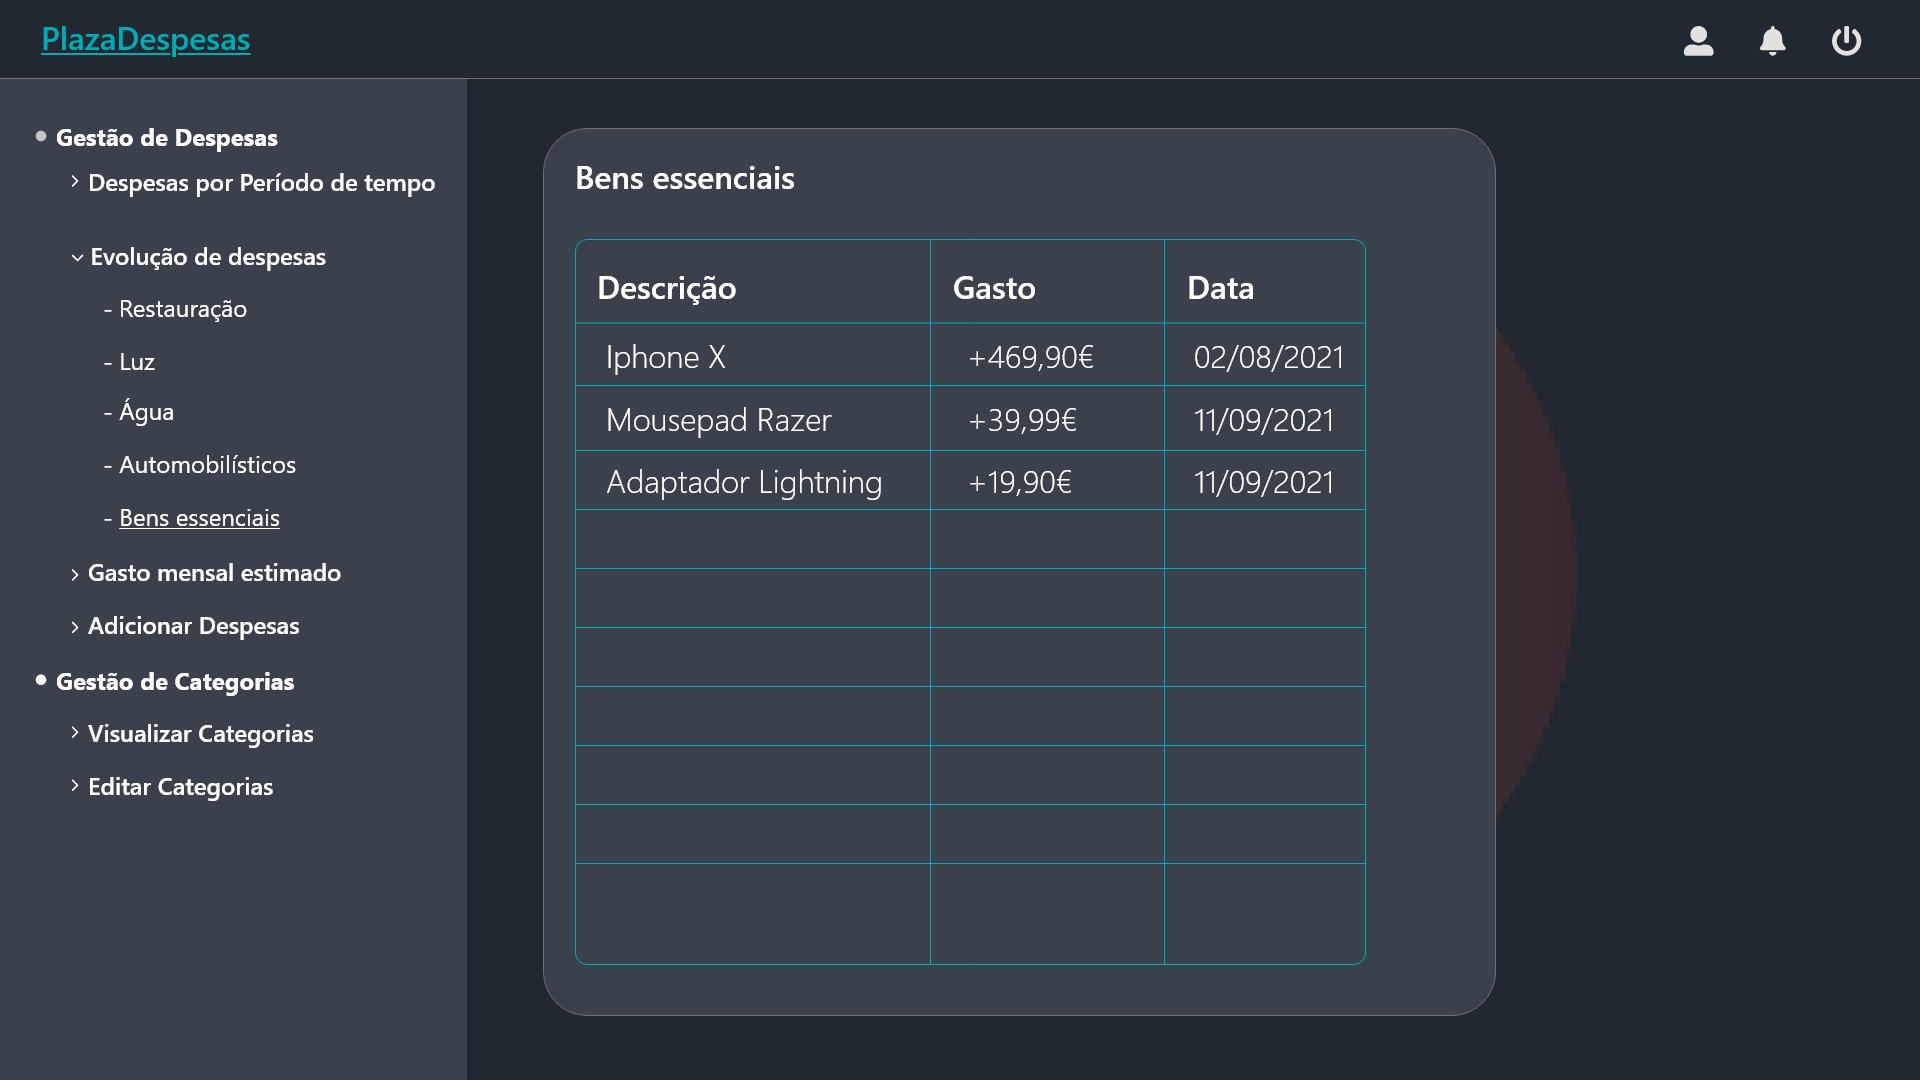 PlazaDespesas
Gestão de Despesas
Despesas por Período de tempo
Evolução de despesas
- Restauração
- Luz
- Água
- Automobilísticos
- Bens essenciais
Gasto mensal estimado
Adicionar Despesas
Gestão de Categorias
Visualizar Categorias
Editar Categorias
Bens essenciais
Descrição Gasto Data
Iphone X +469,90€ 02/08/2021
Mousepad Razer +39,99€ 11/09/2021
Adaptador Lightning +19,90€ 11/09/2021